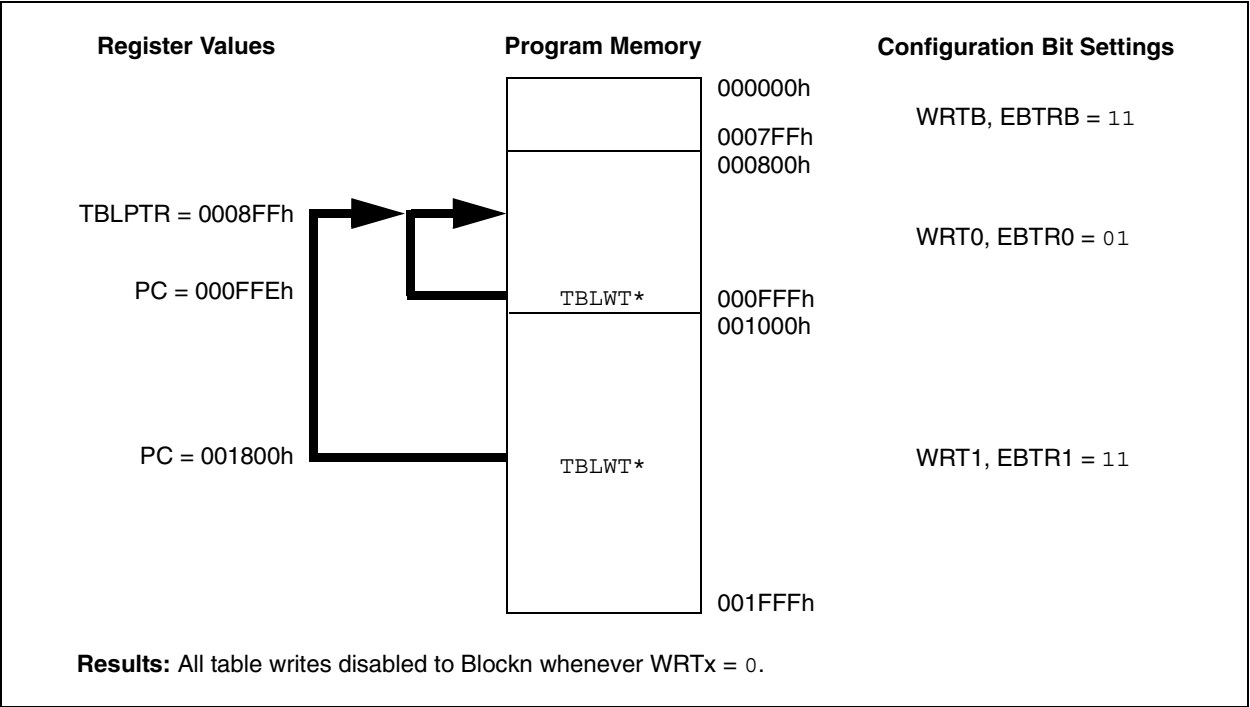 Register Values
Program Memory
Configuration Bit Settings
000000h
WRTB, EBTRB = 11
0007FFh
000800h
TBLPTR = 0008FFh
WRT0, EBTR0 = 01
PC = 000FFEh
TBLWT*
000FFFh
001000h
PC = 001800h
TBLWT*
WRT1, EBTR1 = 11
001FFFh
Results: All table writes disabled to Blockn whenever WRTx = 0.